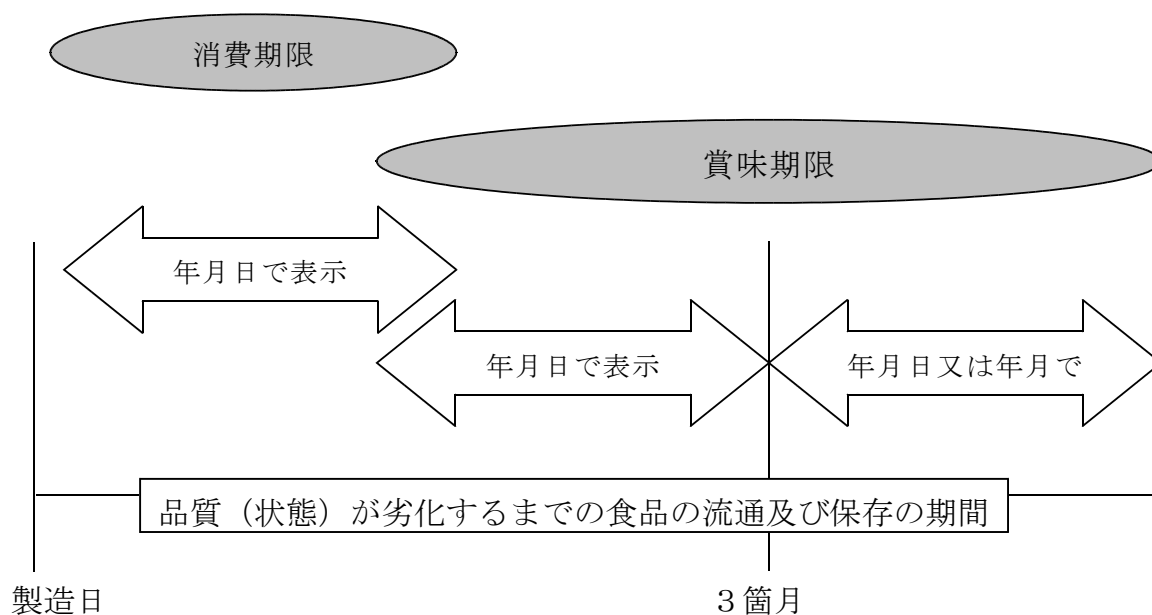 消費期限
賞味期限
年月日で表示
年月日で表示
年月日又は年月で
品質（状態）が劣化するまでの食品の流通及び保存の期間
製造日
３箇月